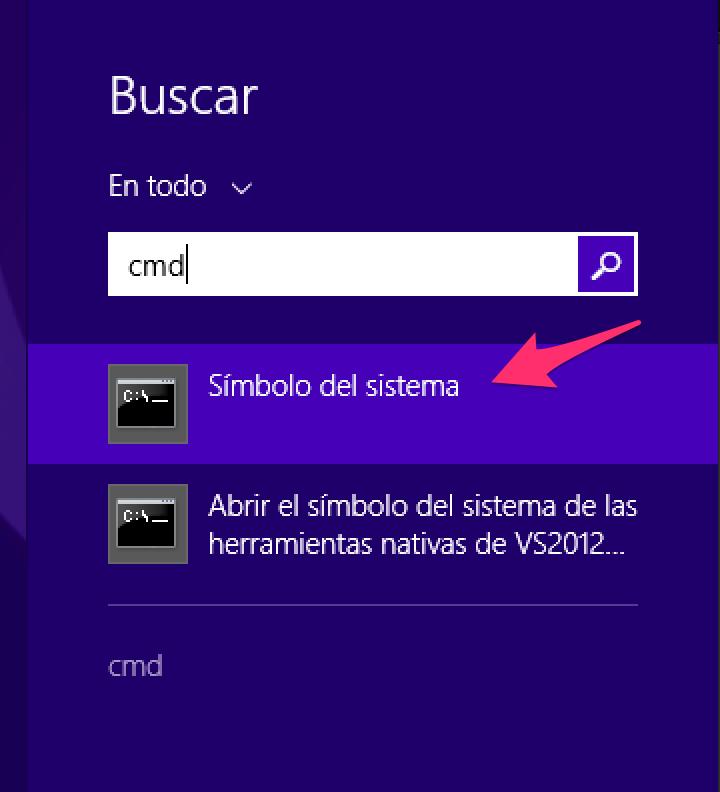 Buscar
En todo
cmd
C:\
Símbolo del sistema
C:\
Abrir el símbolo del sistema de las
herramientas nativas de VS2012...
cmd